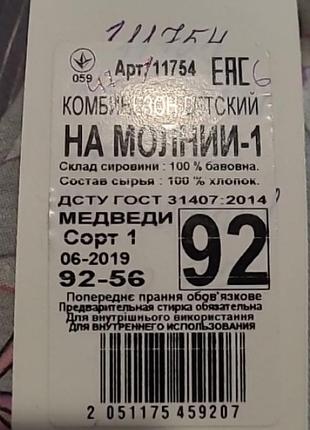 111754
059 Арт.11754 ЕАС 6
КОМБИНЕЗОН ДЕТСКИЙ
НА МОЛНИИ-1
Склад сировини : 100 % бавовна.
Состав сырья : 100 % хлопок.
ДСТУ ГОСТ 31407:2014
МЕДВЕДИ
Сорт 1
06-2019
92-56
92
Попереднє прання обов'язкове
Предварительная стирка обязательна
Для внутрішнього використання
ДЛЯ ВНУТРЕННЕГО ИСПОЛЬЗОВАНИЯ
2 051175 459207